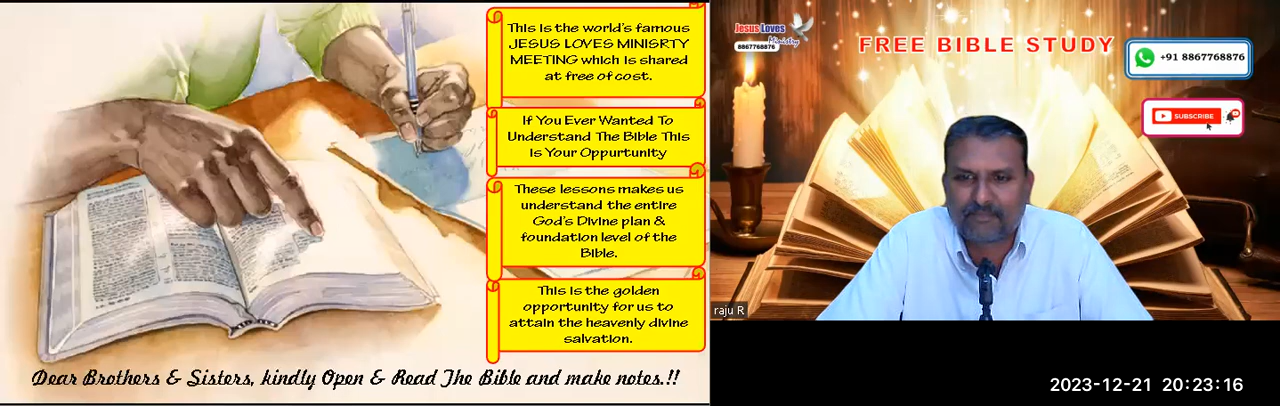 This is the world's famous
JESUS LOVES MINISRTY
MEETING which is shared
at free of cost.
If You Ever Wanted To
Understand The Bible This
is Your Oppurtunity
These lessons makes us
understand the entire
God's Divine plan &
foundation level of the
Bible.
This is the golden
opportunity for us to
attain the heavenly divine
salvation.
Dear Brothers & Sisters, kindly Open & Read The Bible and make notes.!!
Jesus Loves
Ministry
8867768876
FREE BIBLE STUDY
+91 8867768876
SUBSCRIBE
raju R
2023-12-21 20:23:16